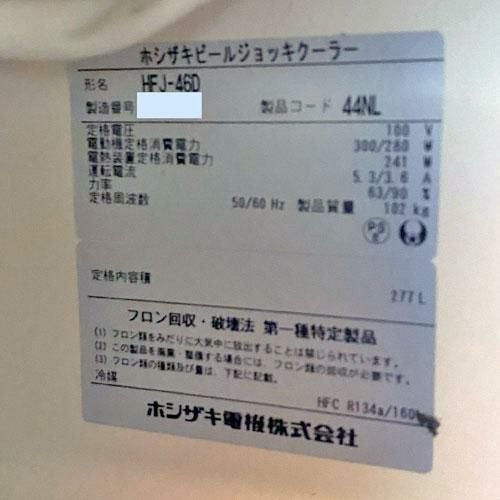 ホシザキビールジョッキクーラー
形名 HFJ-46D
製造番号 製品コード 44NL
定格電圧 100 V
電動機定格消費電力 300/280 W
電熱装置定格消費電力 241 W
運転電流 5.3/3.6 A
力率 63/90 %
定格周波数 50/60 Hz 製品質量 102 kg
PS
E
定格内容積 277 L
フロン回収・破壊法 第一種特定製品
(1) フロン類をみだりに大気中に放出することは禁じられています。
(2) この製品を廃棄・整備する場合には、フロン類の回収が必要です。
(3) フロン類の種類及び量は、下記に記載。
冷媒 HFC R134a/160
ホシザキ電機株式会社